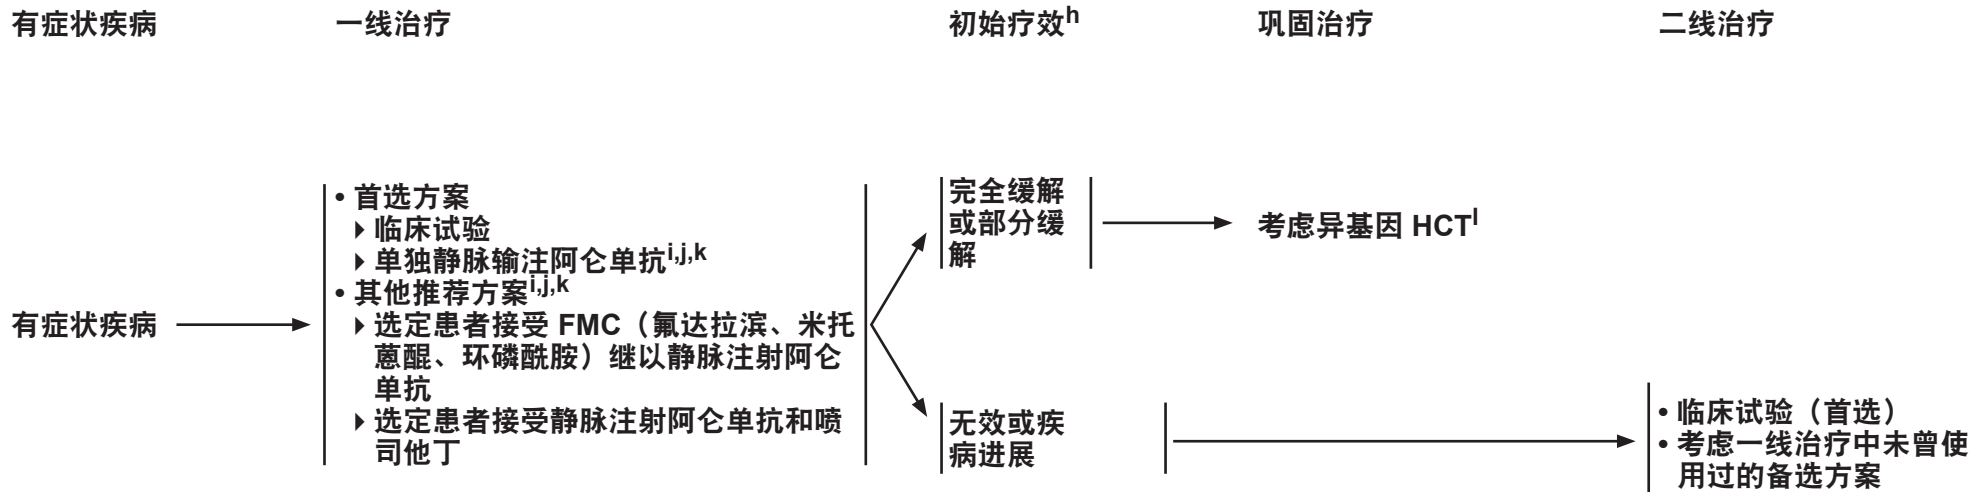 有症状疾病
一线治疗
初始疗效h
巩固治疗
二线治疗
有症状疾病
• 首选方案
临床试验
单独静脉输注阿仑单抗i,j,k
• 其他推荐方案i,j,k
选定患者接受 FMC（氟达拉滨、米托
蒽醌、环磷酰胺）继以静脉注射阿仑
单抗
选定患者接受静脉注射阿仑单抗和喷
司他丁
完全缓解
或部分缓
解
考虑异基因 HCTl
无效或疾
病进展
• 临床试验（首选）
• 考虑一线治疗中未曾使
用过的备选方案